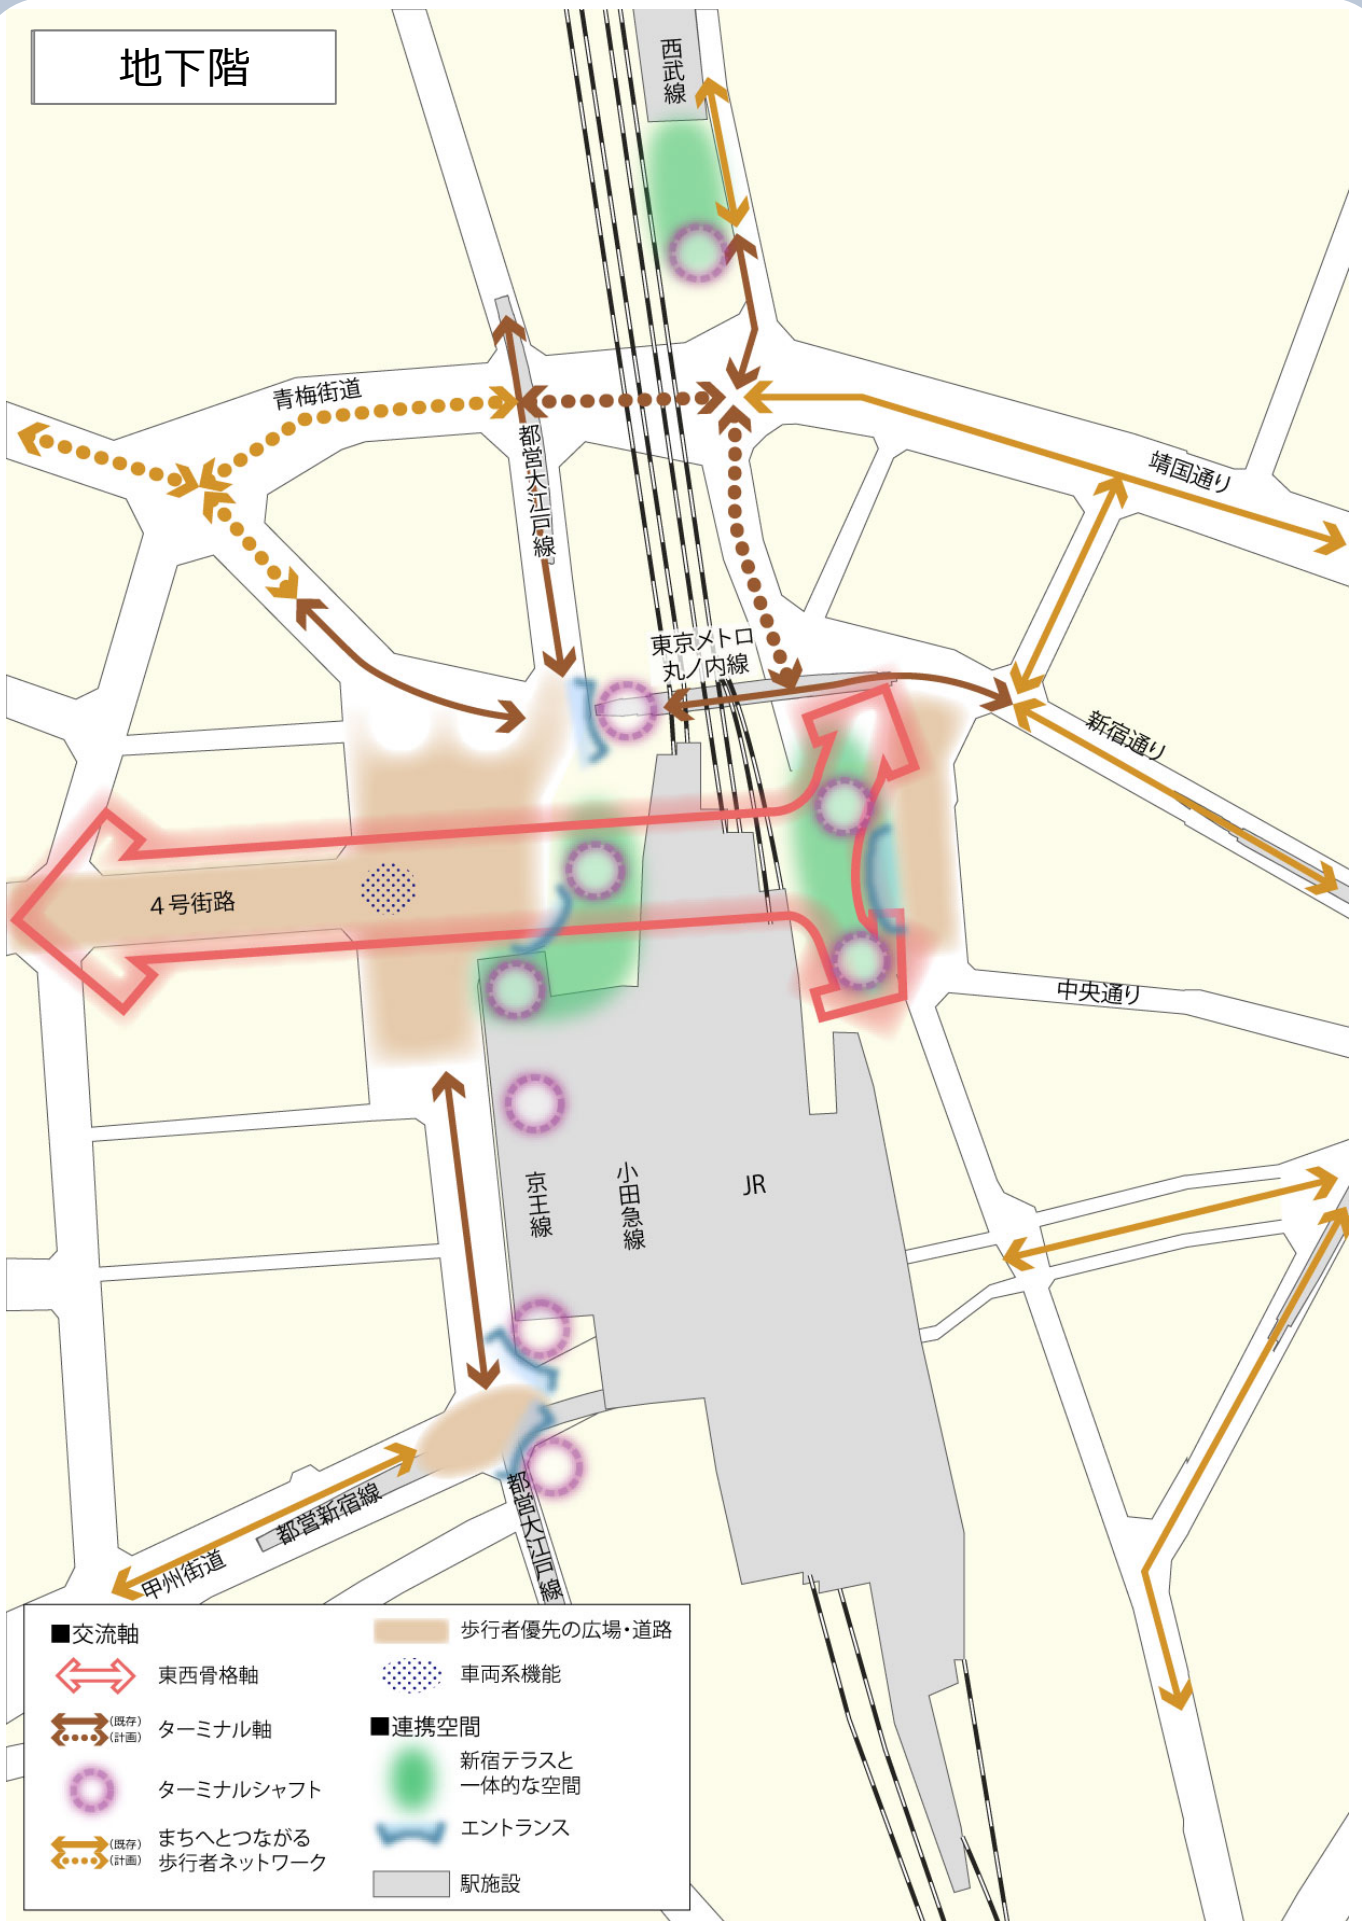 地下階
西武線
青梅街道
都営大江戸線
靖国通り
東京メトロ
丸ノ内線
新宿通り
4号街路
中央通り
京王線
小田急線
JR
都営新宿線
都営大江戸線
甲州街道
■交流軸
東西骨格軸
(既存)
(計画)
ターミナル軸
ターミナルシャフト
(既存)
(計画)
まちへとつながる
歩行者ネットワーク
歩行者優先の広場・道路
車両系機能
■連携空間
新宿テラスと
一体的な空間
エントランス
駅施設